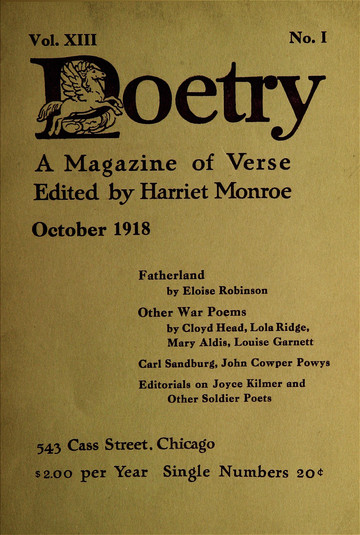 Vol. XIII No. I
Poetry
A Magazine of Verse
Edited by Harriet Monroe
October 1918
Fatherland
by Eloise Robinson
Other War Poems
by Cloyd Head, Lola Ridge,
Mary Aldis, Louise Garnett
Carl Sandburg, John Cowper Powys
Editorials on Joyce Kilmer and
Other Soldier Poets
543 Cass Street, Chicago
$2.00 per Year Single Numbers 20¢